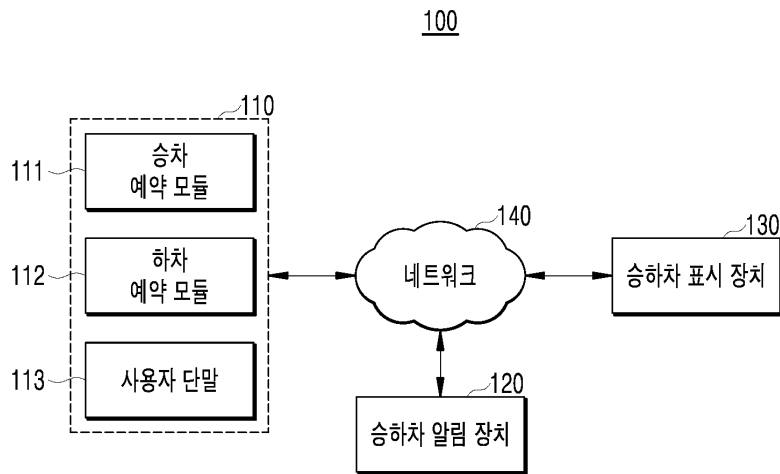 100
110
111
승차
예약 모듈
112
하차
예약 모듈
113
사용자 단말
140
네트워크
130
승하차 표시 장치
120
승하차 알림 장치